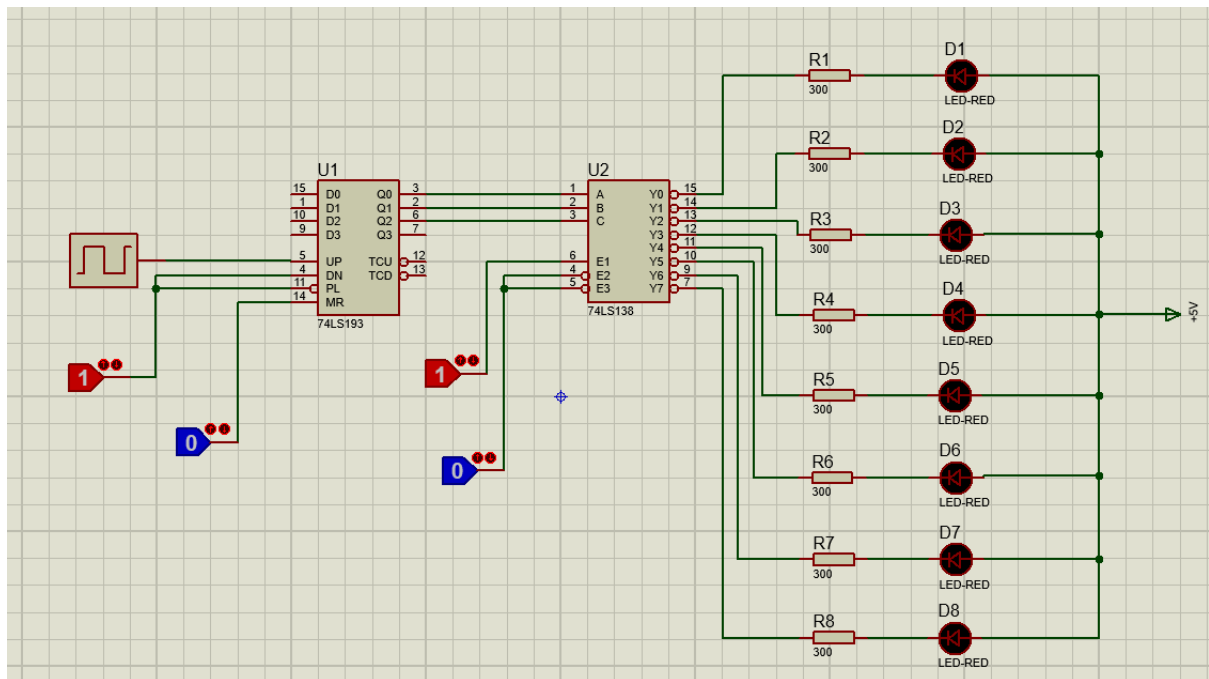 U1
15 D0 Q0 3
1 D1 Q1 2
10 D2 Q2 6
9 D3 Q3 7
5 UP TCU 12
4 DN TCD 13
11 PL
14 MR
74LS193
1
0
U2
1 A Y0 15
2 B Y1 14
3 C Y2 13
Y3 12
Y4 11
6 E1 Y5 10
4 E2 Y6 9
5 E3 Y7 7
74LS138
1
0
R1
300
D1
LED-RED
R2
300
D2
LED-RED
R3
300
D3
LED-RED
R4
300
D4
LED-RED
R5
300
D5
LED-RED
R6
300
D6
LED-RED
R7
300
D7
LED-RED
R8
300
D8
LED-RED
+5V